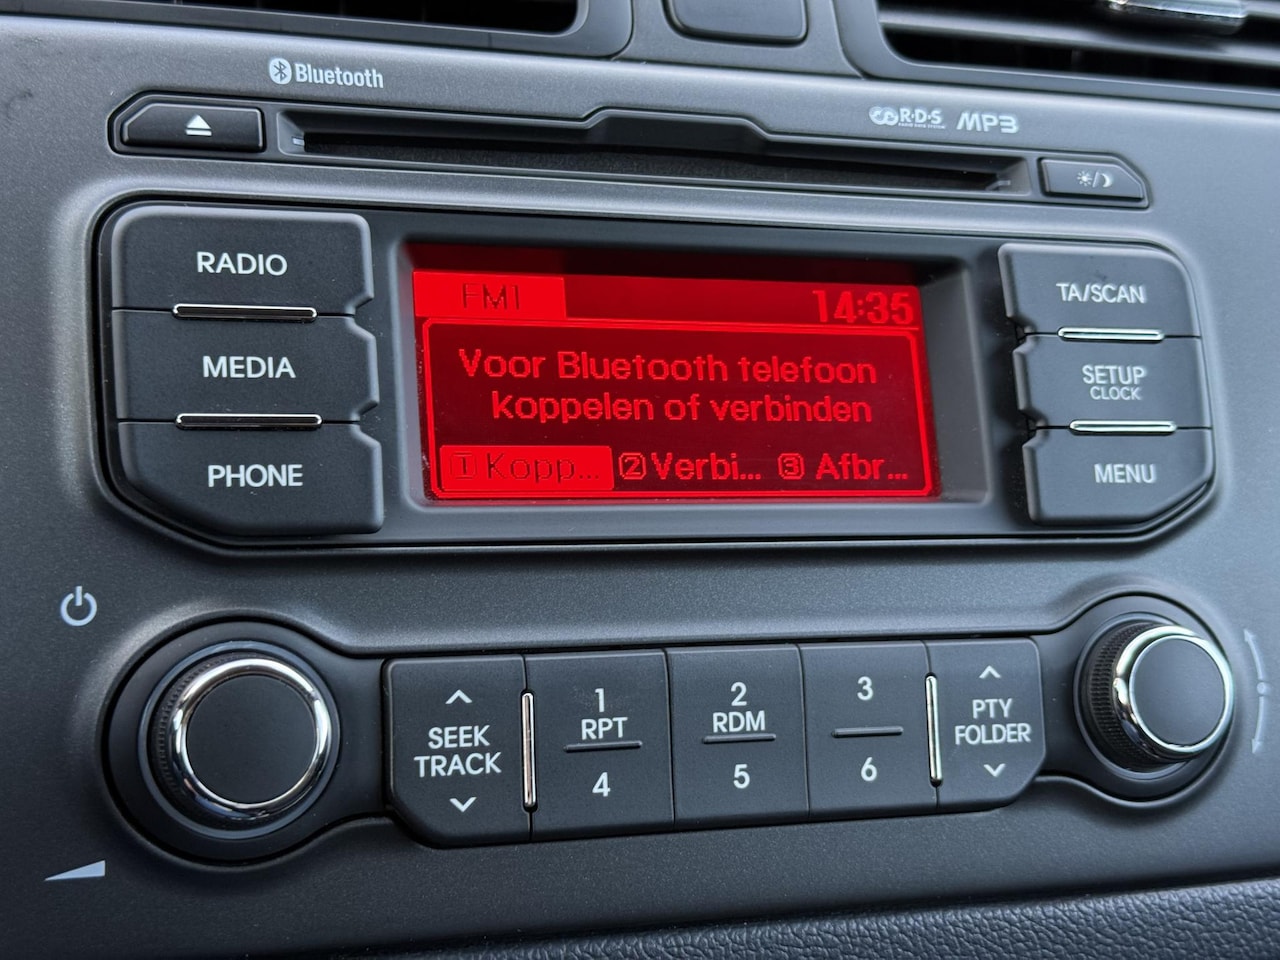 Bluetooth
R·D·S
MP3
RADIO
MEDIA
PHONE
FM1
14:35
Voor Bluetooth telefoon
koppelen of verbinden
1 Kopp... 2 Verbi... 3 Afbr...
TA/SCAN
SETUP
CLOCK
MENU
SEEK
TRACK
1
RPT
4
2
RDM
5
3
6
PTY
FOLDER